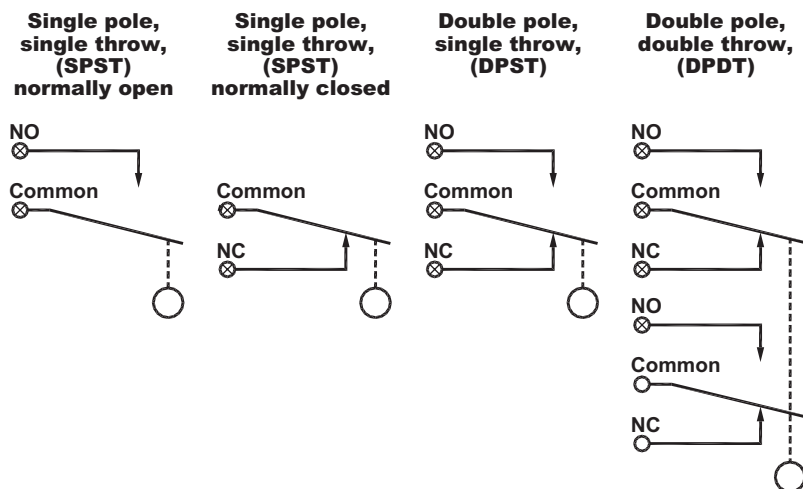 Single pole,
single throw,
(SPST)
normally open
Single pole,
single throw,
(SPST)
normally closed
Double pole,
single throw,
(DPST)
Double pole,
double throw,
(DPDT)
NO
Common
Common
NC
NO
Common
NC
NO
Common
NC
NO
Common
NC